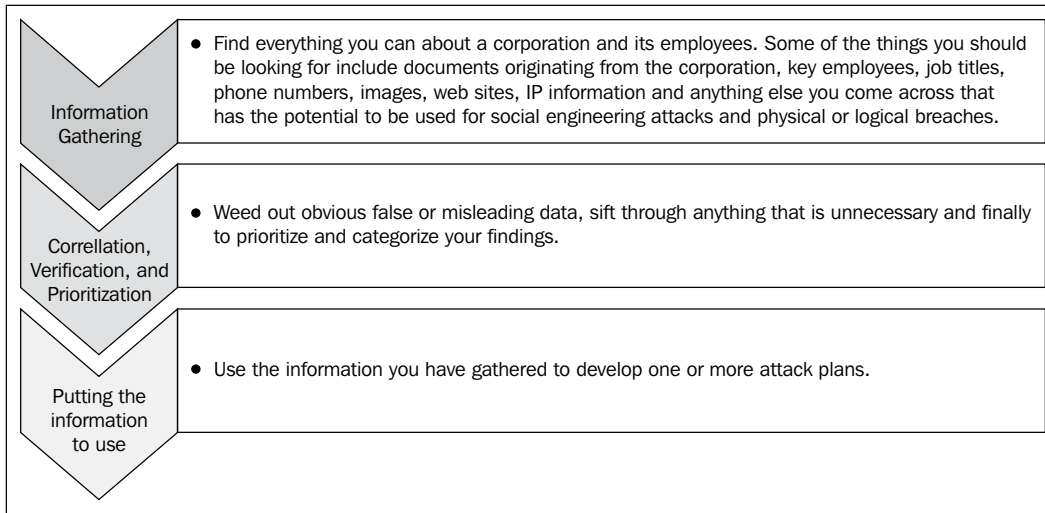 Information
Gathering
● Find everything you can about a corporation and its employees. Some of the things you should
be looking for include documents originating from the corporation, key employees, job titles,
phone numbers, images, web sites, IP information and anything else you come across that
has the potential to be used for social engineering attacks and physical or logical breaches.
Correllation,
Verification, and
Prioritization
● Weed out obvious false or misleading data, sift through anything that is unnecessary and finally
to prioritize and categorize your findings.
Putting the
information
to use
● Use the information you have gathered to develop one or more attack plans.